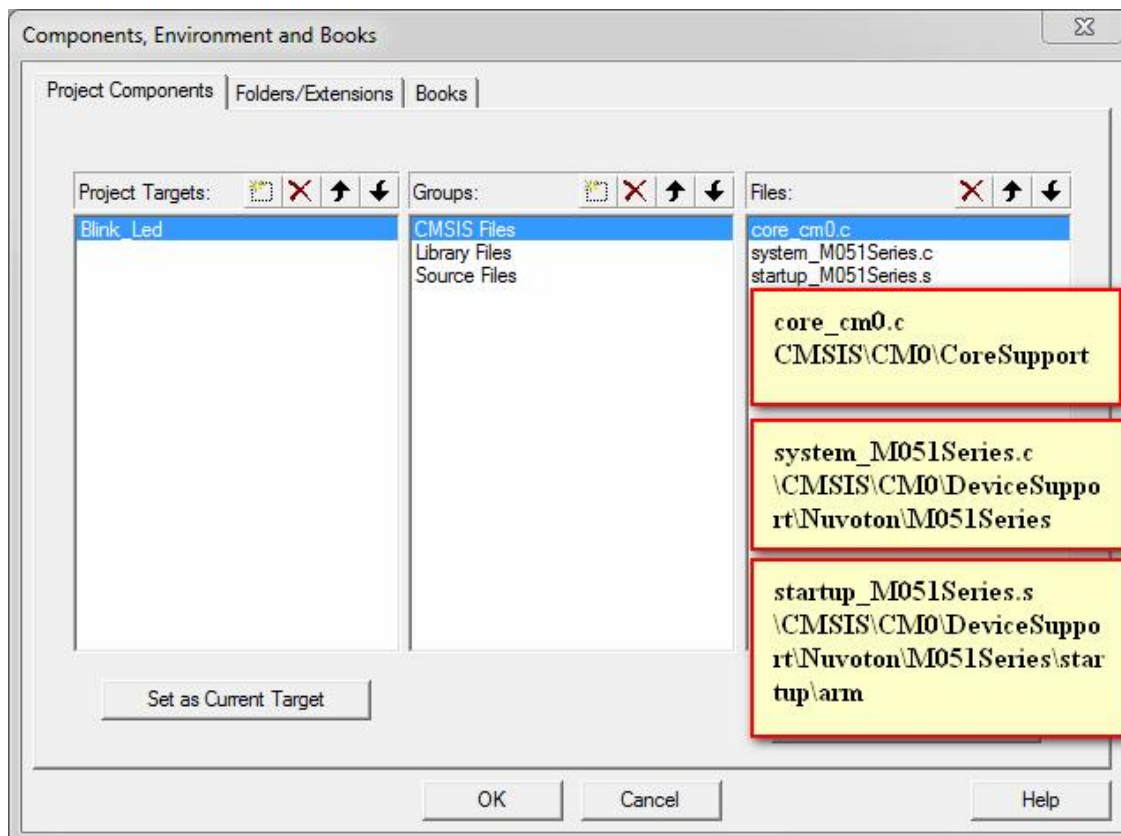 Components, Environment and Books
Project Components
Folders/Extensions
Books
Project Targets:
Groups:
Files:
Blink_Led
CMSIS Files
Library Files
Source Files
core_cm0.c
system_M051Series.c
startup_M051Series.s
core_cm0.c
CMSIS\CM0\CoreSupport
system_M051Series.c
\CMSIS\CM0\DeviceSuppo
rt\Nuvoton\M051Series
startup_M051Series.s
\CMSIS\CM0\DeviceSuppo
rt\Nuvoton\M051Series\star
tup\arm
Set as Current Target
OK
Cancel
Help